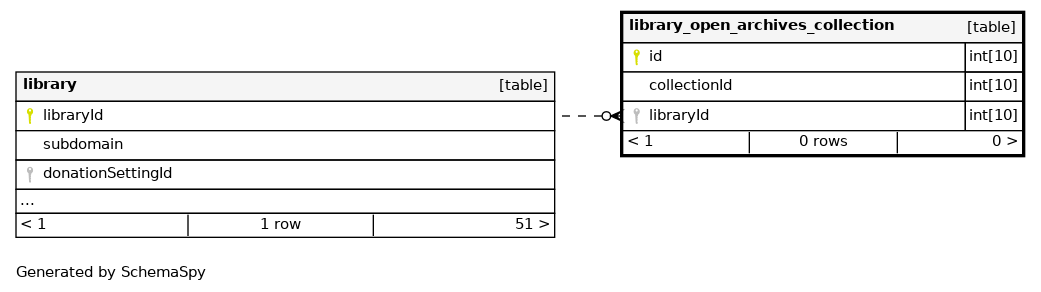 library_open_archives_collection [table]
id int[10]
collectionId int[10]
libraryId int[10]
< 1 0 rows 0 >
library [table]
libraryId
subdomain
donationSettingId
...
< 1 1 row 51 >
Generated by SchemaSpy